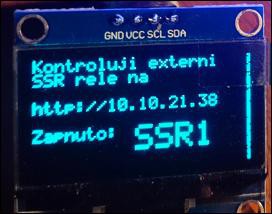 GND VCC SCL SDA
Kontroluji externi
SSR rele na
http://10.10.21.38
Zapnuto: SSR1